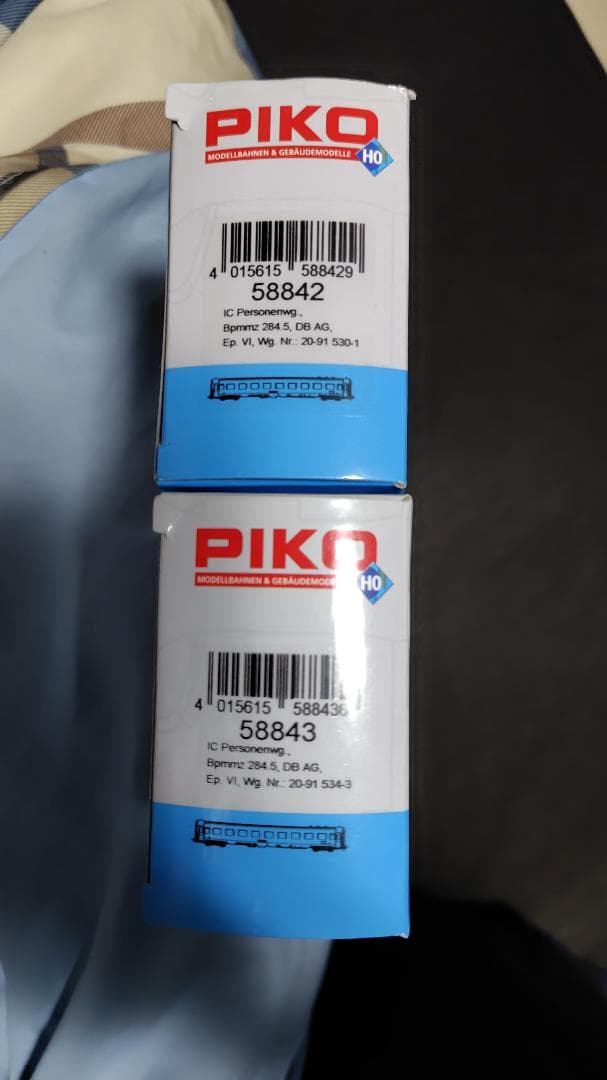 PIKO
MODELLBAHNEN & GEBÄUDEMODELLE
H0
4 015615 588429
58842
IC Personenwg.,
Bpmmz 284.5, DB AG,
Ep. VI, Wg. Nr.: 20-91 530-1
PIKO
MODELLBAHNEN &
H0
4 015615 588436
58843
IC Personenwg.,
Bpmmz 284.5, DB AG,
Ep. VI, Wg. Nr.: 20-91 534-3